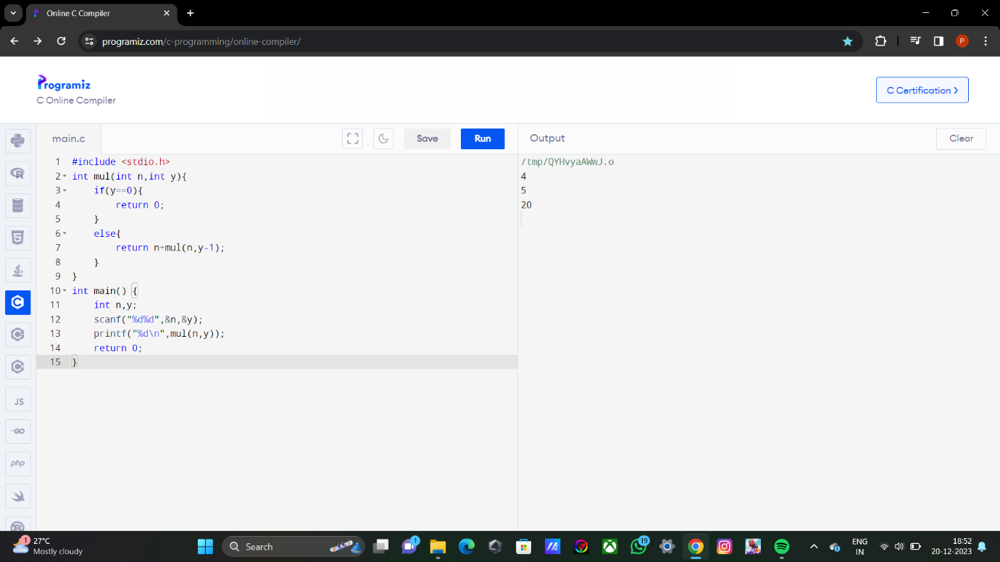 Online C Compiler
programiz.com/c-programming/online-compiler/
P
Programiz
C Online Compiler
C Certification
main.c
Save
Run
Output
Clear
1 #include <stdio.h>
2 int mul(int n,int y){
3 if(y==0){
4 return 0;
5 }
6 else{
7 return n+mul(n,y-1);
8 }
9 }
10 int main() {
11 int n,y;
12 scanf("%d%d",&n,&y);
13 printf("%d\n",mul(n,y));
14 return 0;
15 }
/tmp/QYHvyaAWwJ.o
4
5
20
JS
GO
php
1
27°C
Mostly cloudy
Search
1
19
ENG
IN
18:52
20-12-2023